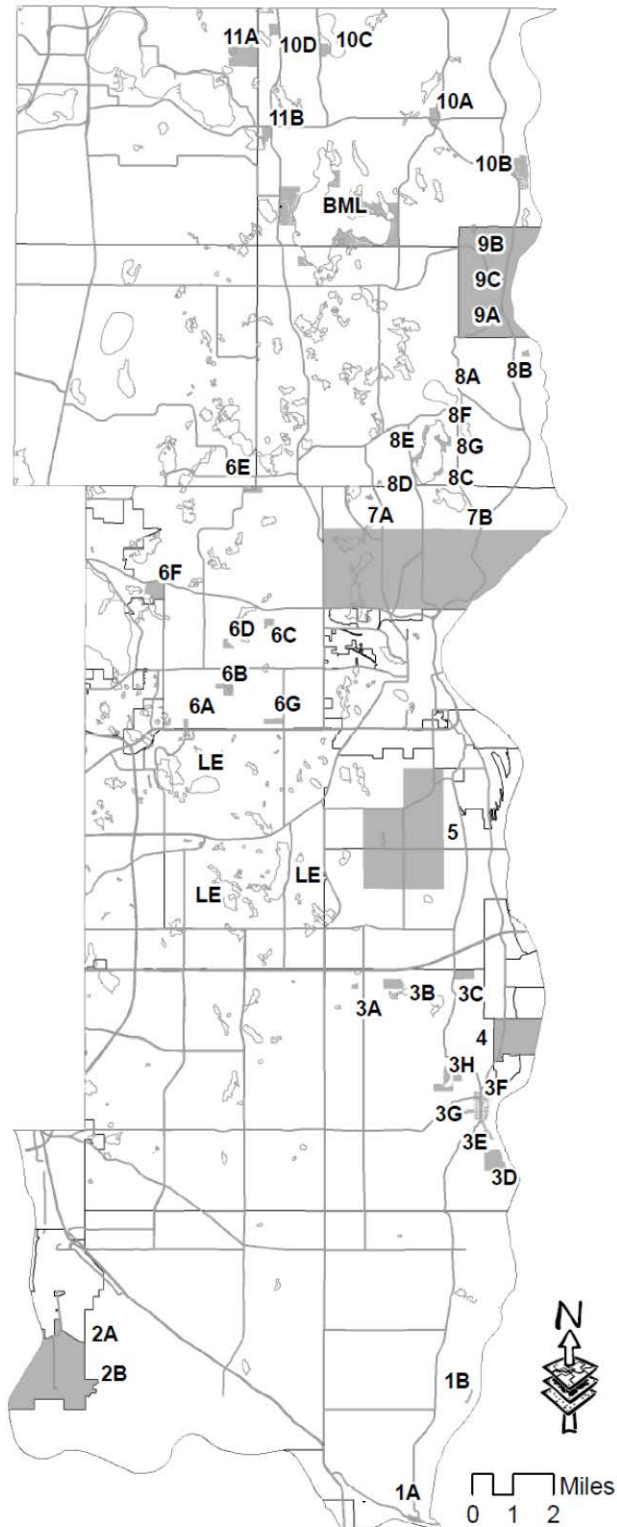 11A
10D
10C
11B
10A
10B
BML
9B
9C
9A
8A
8B
8F
8E
8G
6E
8D
8C
7A
7B
6F
6D
6C
6B
6A
6G
LE
5
LE
LE
3A
3B
3C
4
3H
3F
3G
3E
3D
2A
2B
1B
1A
N
Miles
0 1 2